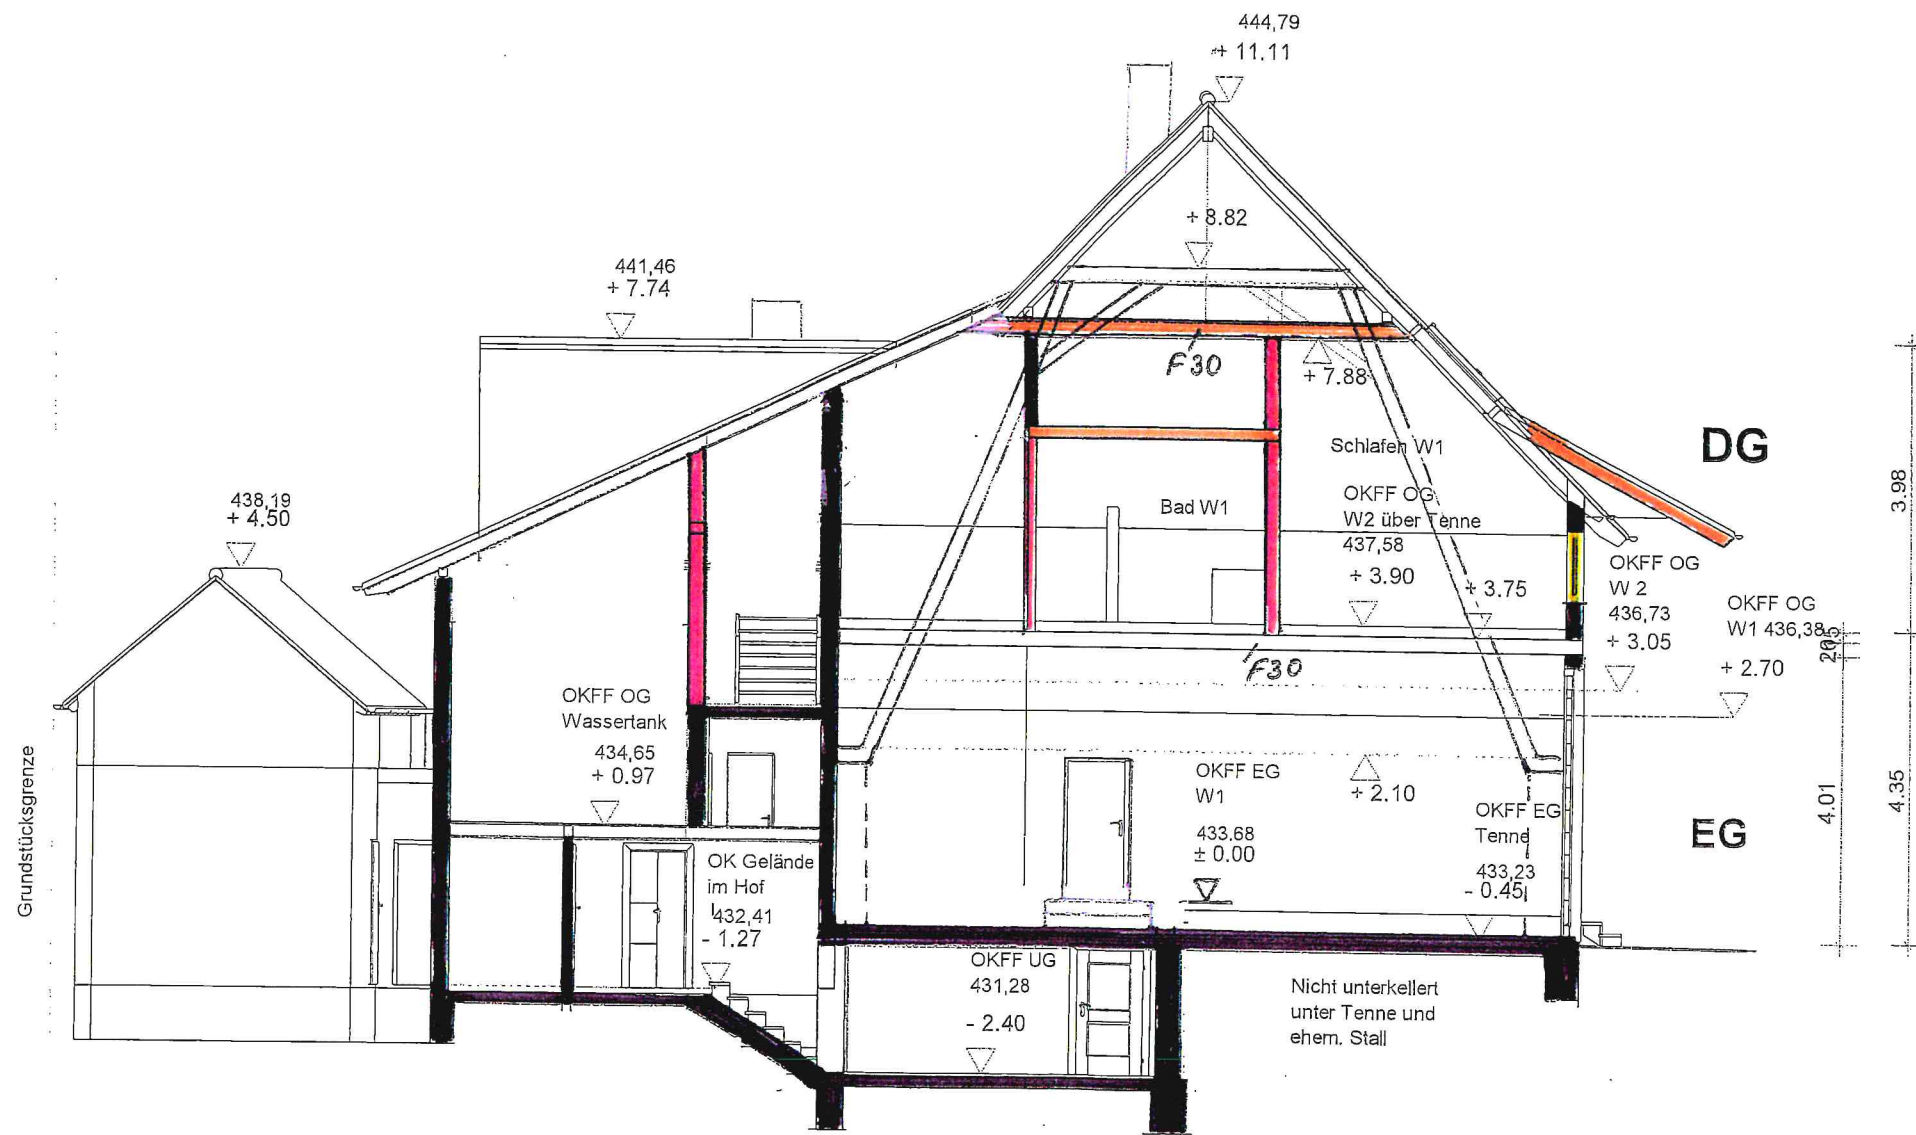 444,79
+ 11.11
+ 8.82
441,46
+ 7.74
F30
+ 7.88
DG
438,19
+ 4.50
Schlafen W1
Bad W1
OKFF OG
W2 über Tenne
437,58
+ 3.90
+ 3.75
3.98
OKFF OG
W 2
436,73
+ 3.05
OKFF OG
W1 436,38
+ 2.70
F30
OKFF OG
Wassertank
434,65
+ 0.97
OKFF EG
W1
433.68
± 0.00
+ 2.10
OKFF EG
Tenne
433,23
- 0.45
EG
4.01
4.35
Grundstücksgrenze
OK Gelände
im Hof
432,41
- 1.27
OKFF UG
431,28
- 2.40
Nicht unterkellert
unter Tenne und
ehem. Stall